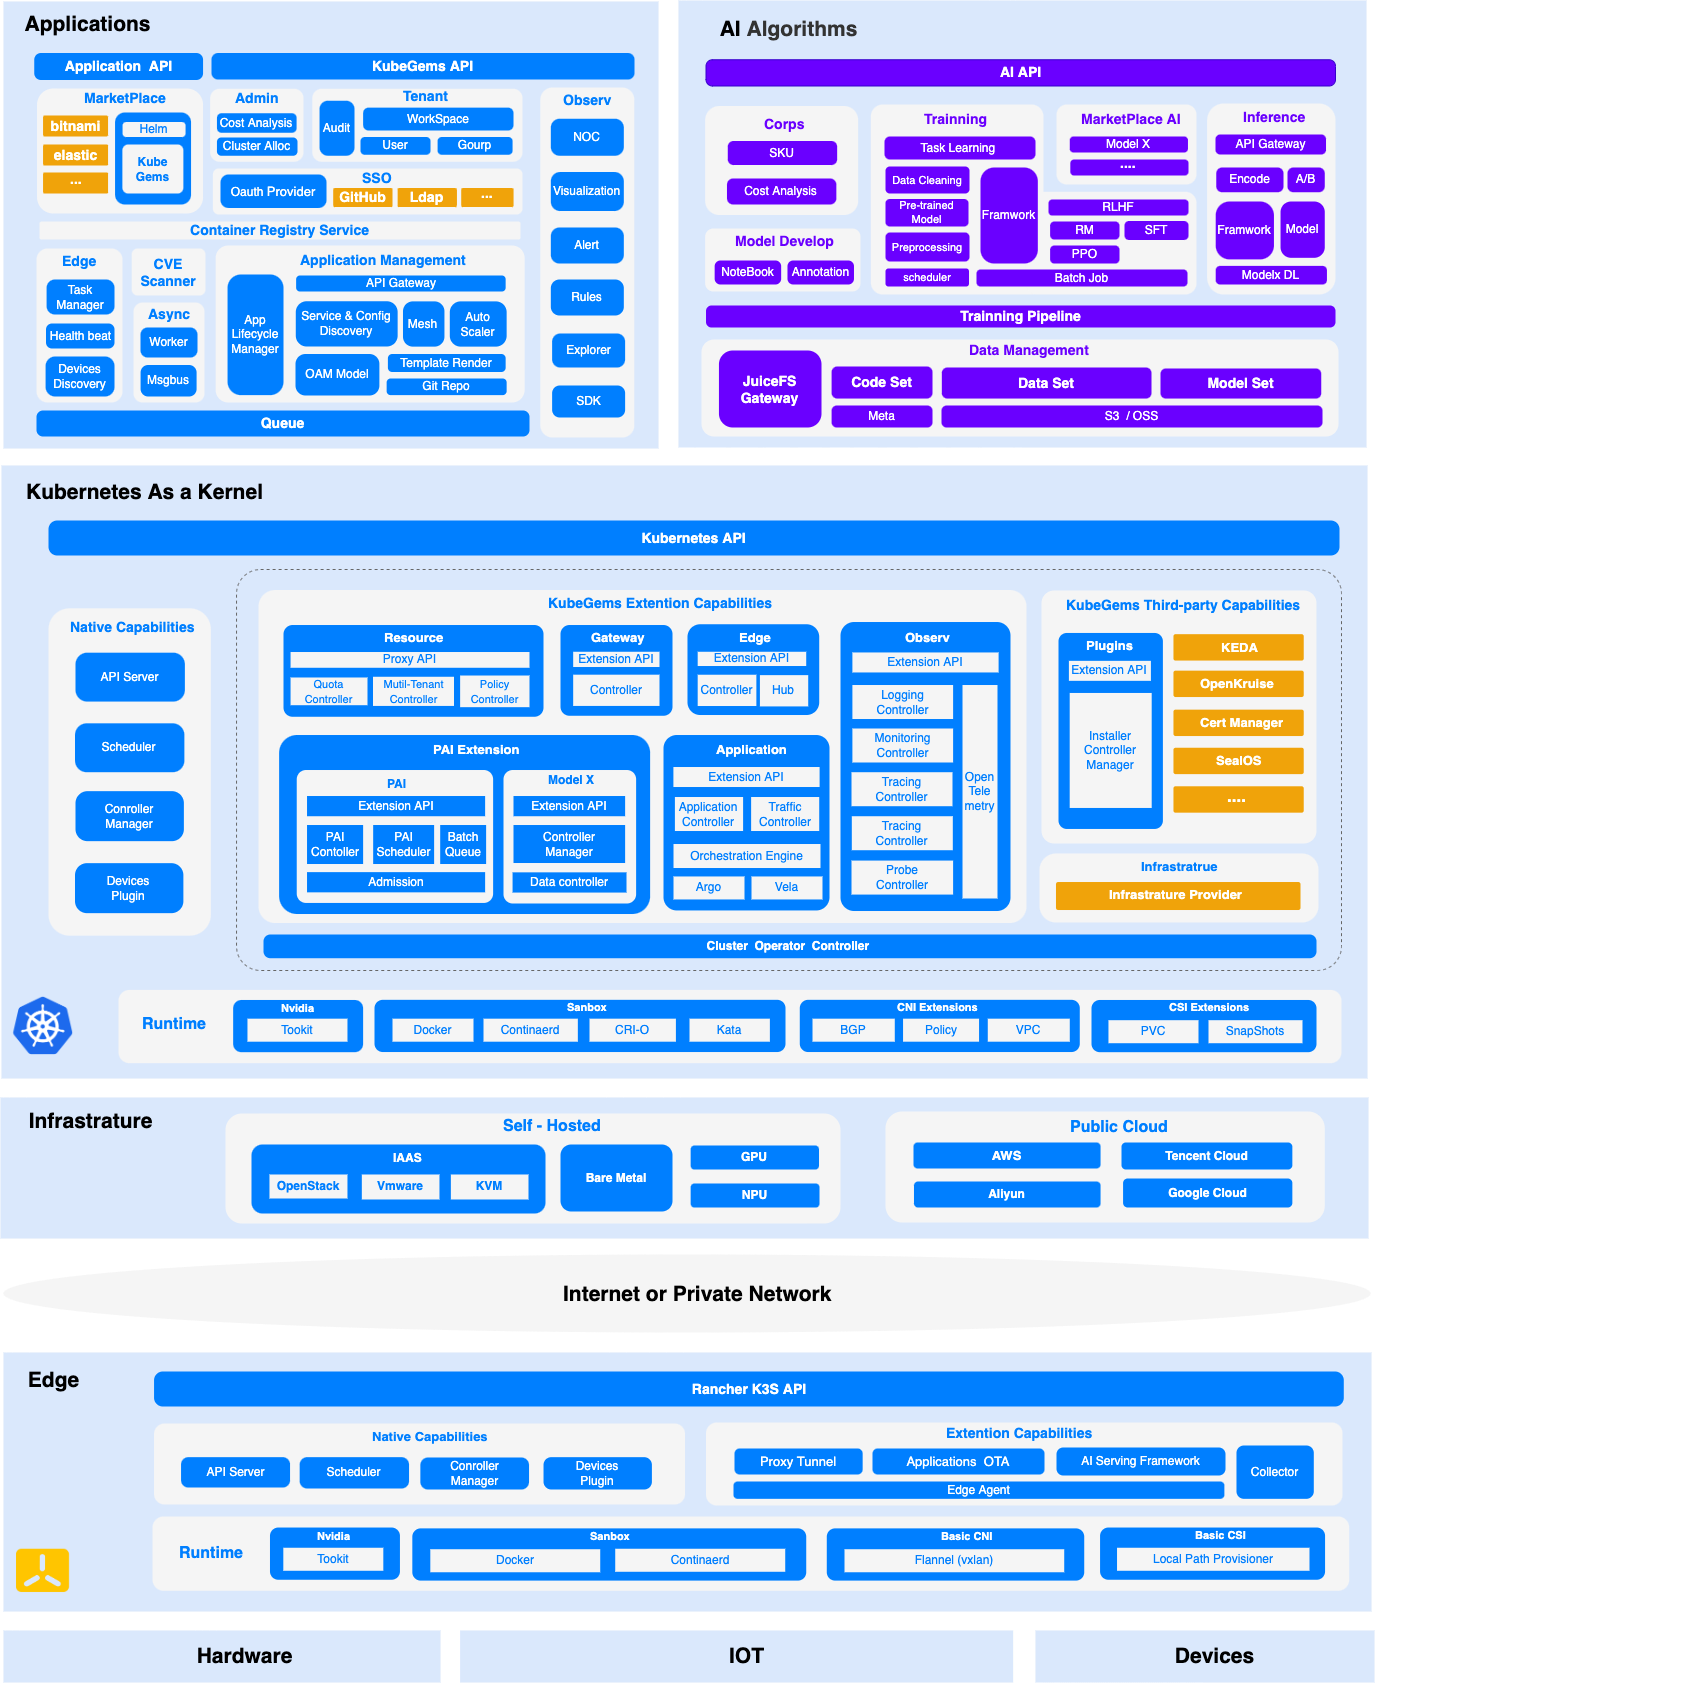 Applications
Application  API
KubeGems API
MarketPlace
bitnami
elastic
...
Helm
Kube
Gems
Admin
Cost Analysis
Cluster Alloc
Tenant
Audit
WorkSpace
User
Gourp
SSO
Oauth Provider
GitHub
Ldap
...
Observ
NOC
Visualization
Alert
Rules
Explorer
SDK
Container Registry Service
Edge
Task
Manager
Health beat
Devices
Discovery
CVE
Scanner
Async
Worker
Msgbus
Application Management
App
Lifecycle
Manager
API Gateway
Service & Config
Discovery
Mesh
Auto
Scaler
OAM Model
Template Render
Git Repo
Queue
AI Algorithms
AI API
Corps
SKU
Cost Analysis
Model Develop
NoteBook
Annotation
Trainning
Task Learning
Data Cleaning
Pre-trained
Model
Preprocessing
scheduler
Framwork
RLHF
RM
SFT
PPO
Batch Job
MarketPlace AI
Model X
....
Inference
API Gateway
Encode
A/B
Framwork
Model
Modelx DL
Trainning Pipeline
Data Management
JuiceFS
Gateway
Code Set
Data Set
Model Set
Meta
S3  / OSS
Kubernetes As a Kernel
Kubernetes API
Native Capabilities
API Server
Scheduler
Conroller
Manager
Devices
Plugin
KubeGems Extention Capabilities
Resource
Proxy API
Quota
Controller
Mutil-Tenant
Controller
Policy
Controller
Gateway
Extension API
Controller
Edge
Extension API
Controller
Hub
Observ
Extension API
Logging
Controller
Monitoring
Controller
Tracing
Controller
Tracing
Controller
Probe
Controller
Open
Tele
metry
PAI Extension
PAI
Extension API
PAI
Contoller
PAI
Scheduler
Batch
Queue
Admission
Model X
Extension API
Controller
Manager
Data controller
Application
Extension API
Application
Controller
Traffic
Controller
Orchestration Engine
Argo
Vela
KubeGems Third-party Capabilities
Plugins
Extension API
Installer
Controller
Manager
KEDA
OpenKruise
Cert Manager
SealOS
....
Infrastratrue
Infrastrature Provider
Cluster  Operator  Controller
Runtime
Nvidia
Tookit
Sanbox
Docker
Continaerd
CRI-O
Kata
CNI Extensions
BGP
Policy
VPC
CSI Extensions
PVC
SnapShots
Infrastrature
Self - Hosted
IAAS
OpenStack
Vmware
KVM
Bare Metal
GPU
NPU
Public Cloud
AWS
Tencent Cloud
Aliyun
Google Cloud
Internet or Private Network
Edge
Rancher K3S API
Native Capabilities
API Server
Scheduler
Conroller
Manager
Devices
Plugin
Extention Capabilities
Proxy Tunnel
Applications  OTA
AI Serving Framework
Collector
Edge Agent
Runtime
Nvidia
Tookit
Sanbox
Docker
Continaerd
Basic CNI
Flannel (vxlan)
Basic CSI
Local Path Provisioner
Hardware
IOT
Devices